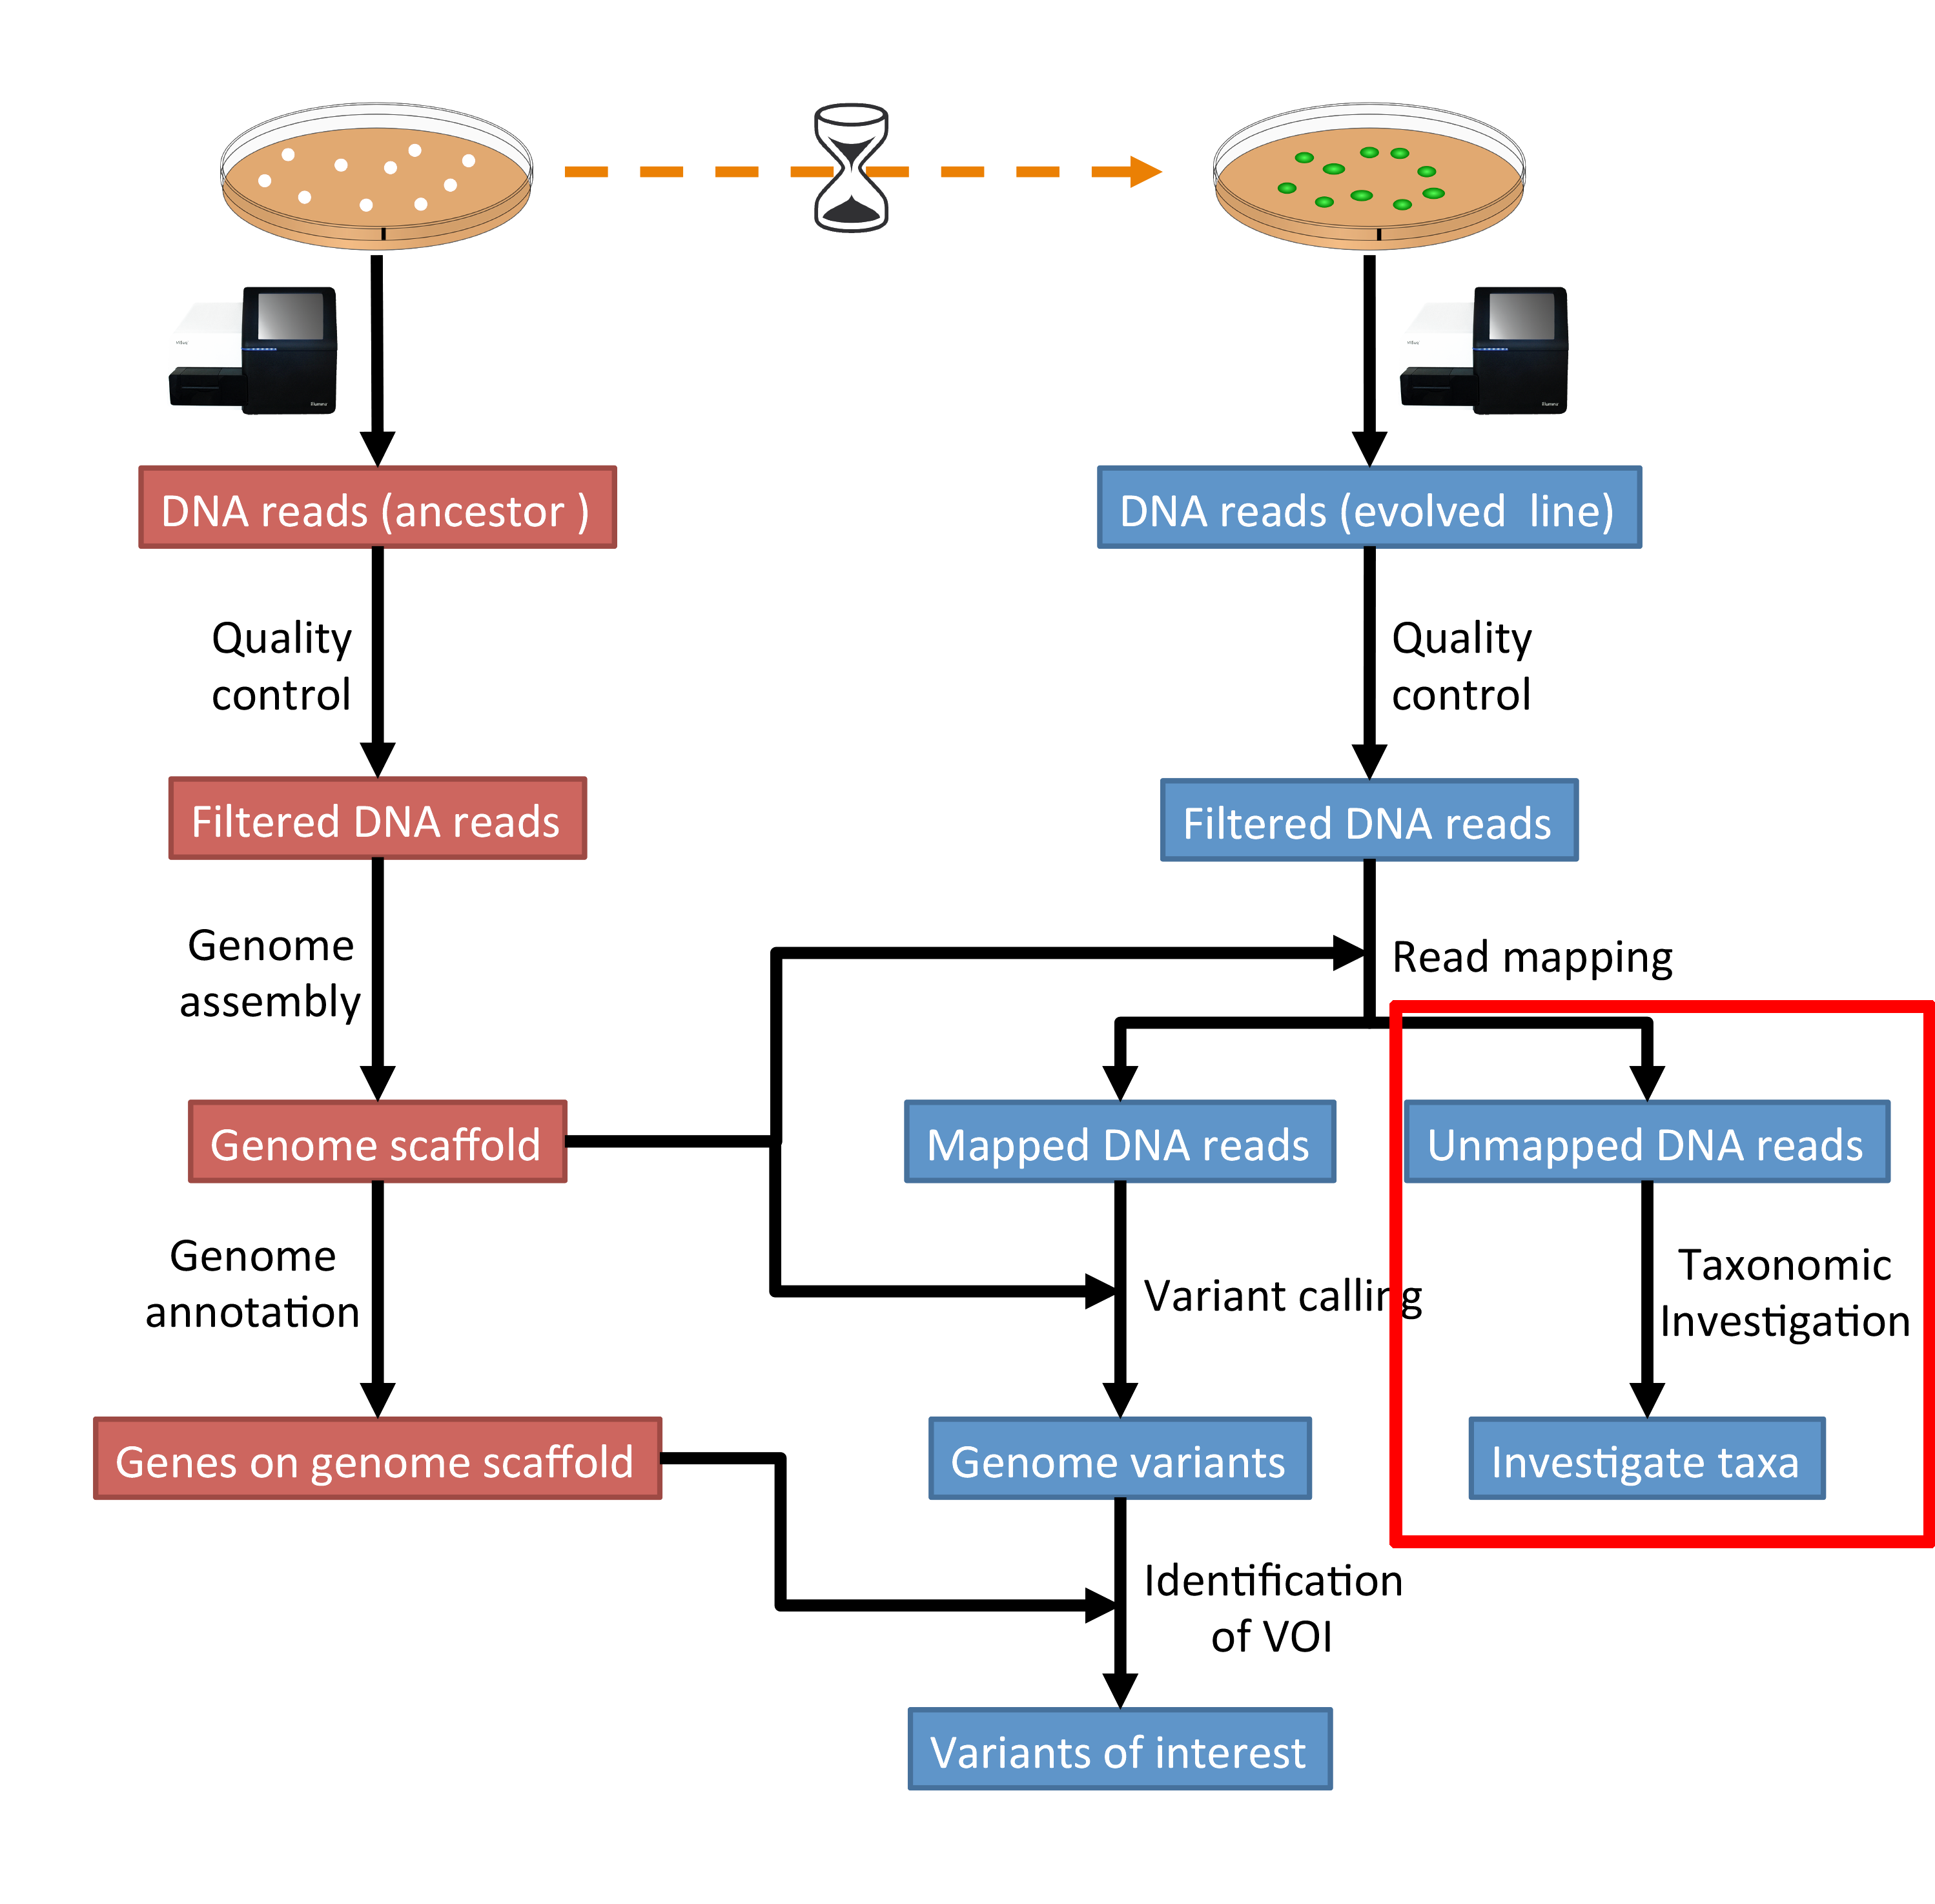 DNA reads (ancestor )
DNA reads (evolved line)
Quality
control
Quality
control
Filtered DNA reads
Filtered DNA reads
Genome
assembly
Read mapping
Genome scaffold
Mapped DNA reads
Unmapped DNA reads
Genome
annotation
Variant calling
Taxonomic
Investigation
Genes on genome scaffold
Genome variants
Investigate taxa
Identification
of VOI
Variants of interest